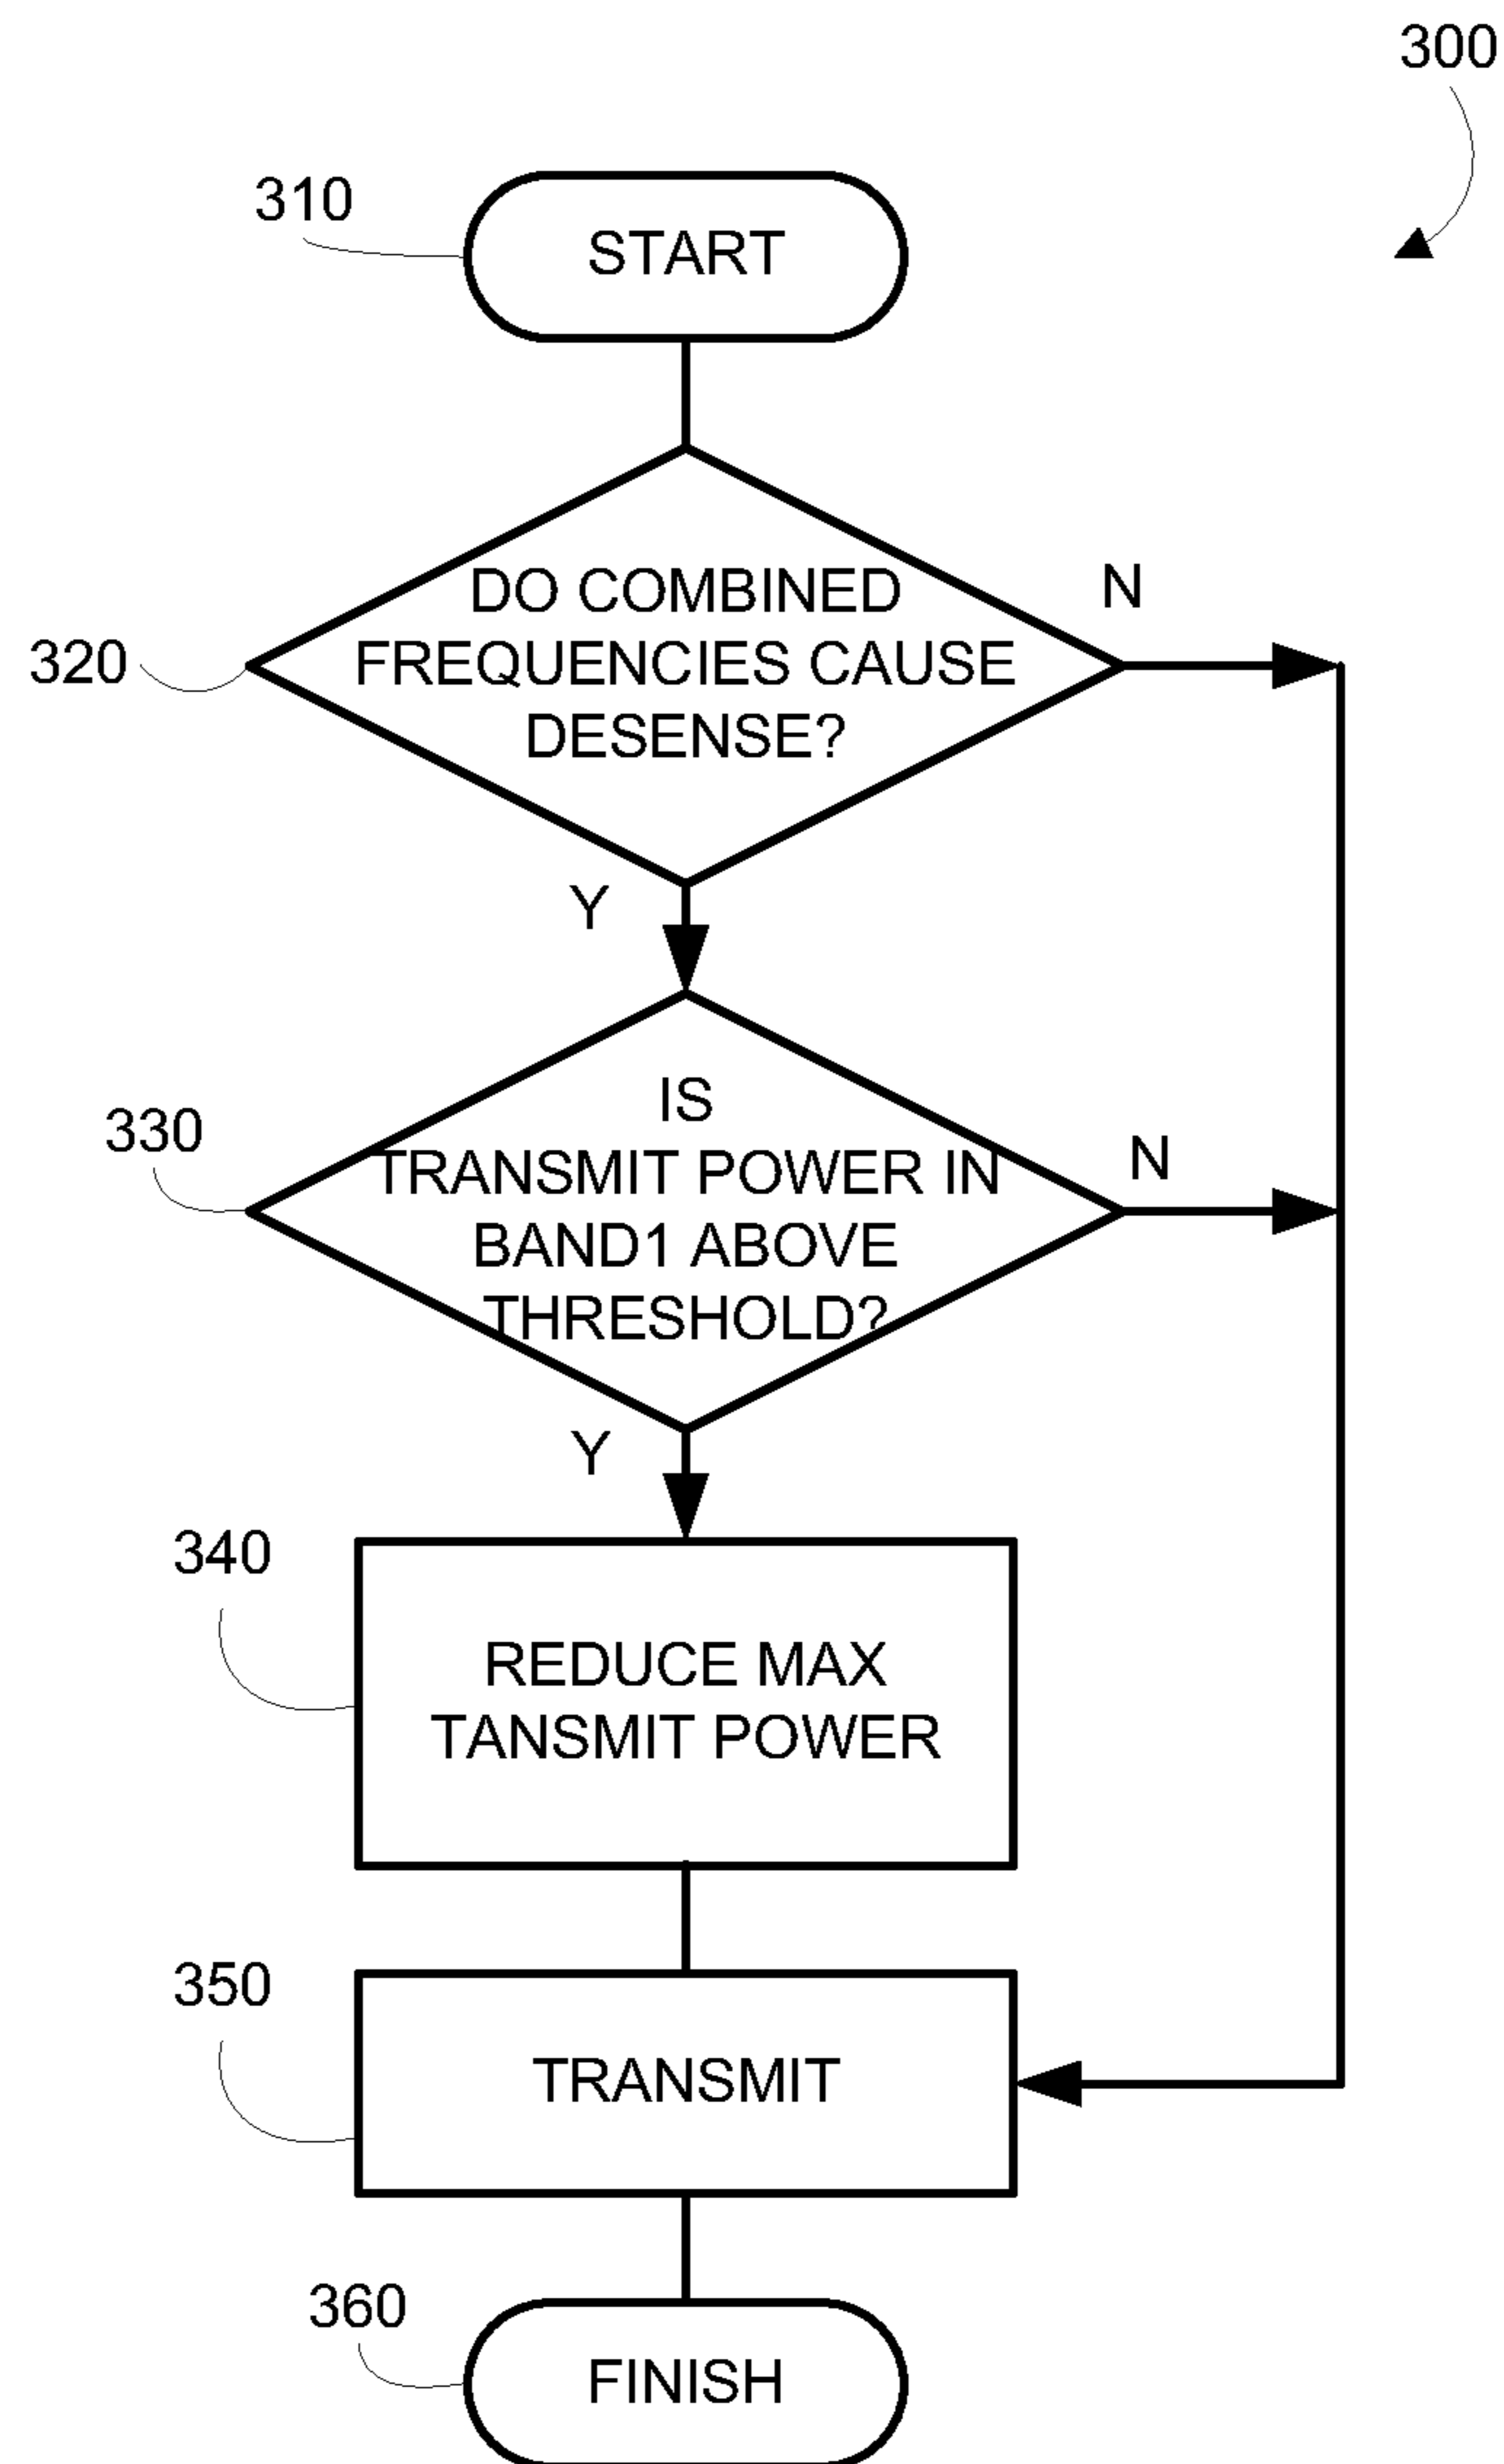 300
310
START
DO COMBINED
FREQUENCIES CAUSE
DESENSE?
N
320
Y
IS
TRANSMIT POWER IN
BAND1 ABOVE
THRESHOLD?
330
N
Y
340
REDUCE MAX
TANSMIT POWER
350
TRANSMIT
360
FINISH